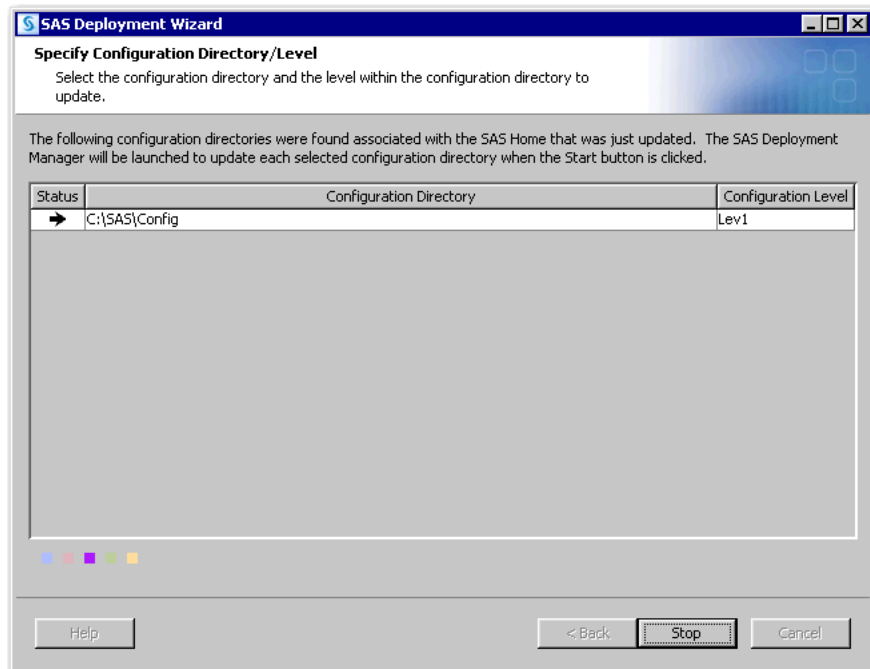 SAS Deployment Wizard
Specify Configuration Directory/Level
Select the configuration directory and the level within the configuration directory to
update.
The following configuration directories were found associated with the SAS Home that was just updated. The SAS Deployment
Manager will be launched to update each selected configuration directory when the Start button is clicked.
Status Configuration Directory Configuration Level
C:\SAS\Config Lev1
Help < Back Stop Cancel